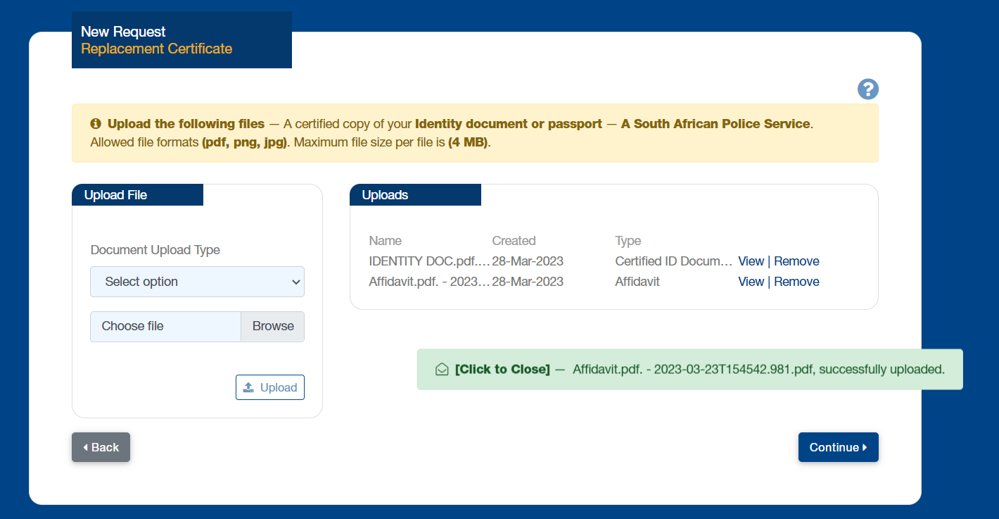 New Request
Replacement Certificate
Upload the following files — A certified copy of your Identity document or passport — A South African Police Service.
Allowed file formats (pdf, png, jpg). Maximum file size per file is (4 MB).
Upload File
Document Upload Type
Select option
Choose file
Browse
Upload
Uploads
Name Created Type
IDENTITY DOC.pdf.... 28-Mar-2023 Certified ID Docum... View | Remove
Affidavit.pdf. - 2023... 28-Mar-2023 Affidavit View | Remove
[Click to Close] — Affidavit.pdf. - 2023-03-23T154542.981.pdf, successfully uploaded.
Back
Continue